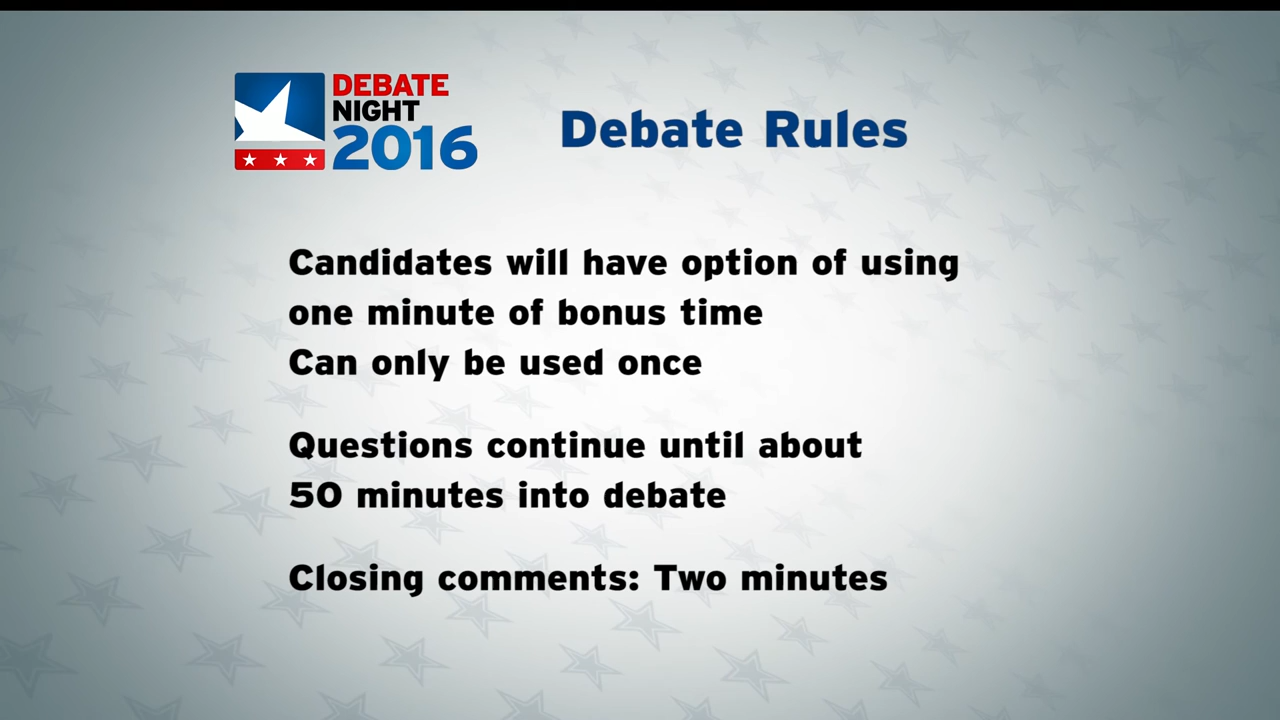 DEBATE
NIGHT
2016
Debate Rules
Candidates will have option of using
one minute of bonus time
Can only be used once
Questions continue until about
50 minutes into debate
Closing comments: Two minutes